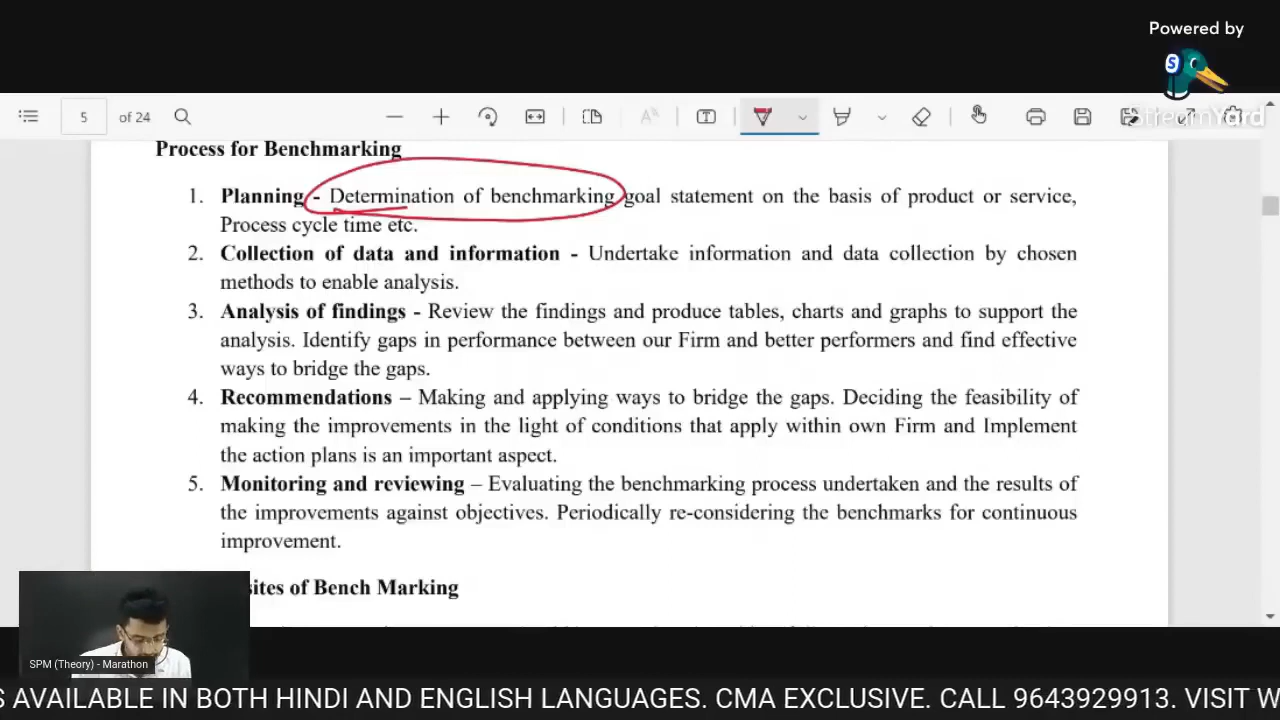 Powered by
S
StreamYard
5 of 24
Process for Benchmarking
1. Planning - Determination of benchmarking goal statement on the basis of product or service,
Process cycle time etc.
2. Collection of data and information - Undertake information and data collection by chosen
methods to enable analysis.
3. Analysis of findings - Review the findings and produce tables, charts and graphs to support the
analysis. Identify gaps in performance between our Firm and better performers and find effective
ways to bridge the gaps.
4. Recommendations – Making and applying ways to bridge the gaps. Deciding the feasibility of
making the improvements in the light of conditions that apply within own Firm and Implement
the action plans is an important aspect.
5. Monitoring and reviewing – Evaluating the benchmarking process undertaken and the results of
the improvements against objectives. Periodically re-considering the benchmarks for continuous
improvement.
sites of Bench Marking
SPM (Theory) - Marathon
S AVAILABLE IN BOTH HINDI AND ENGLISH LANGUAGES. CMA EXCLUSIVE. CALL 9643929913. VISIT W